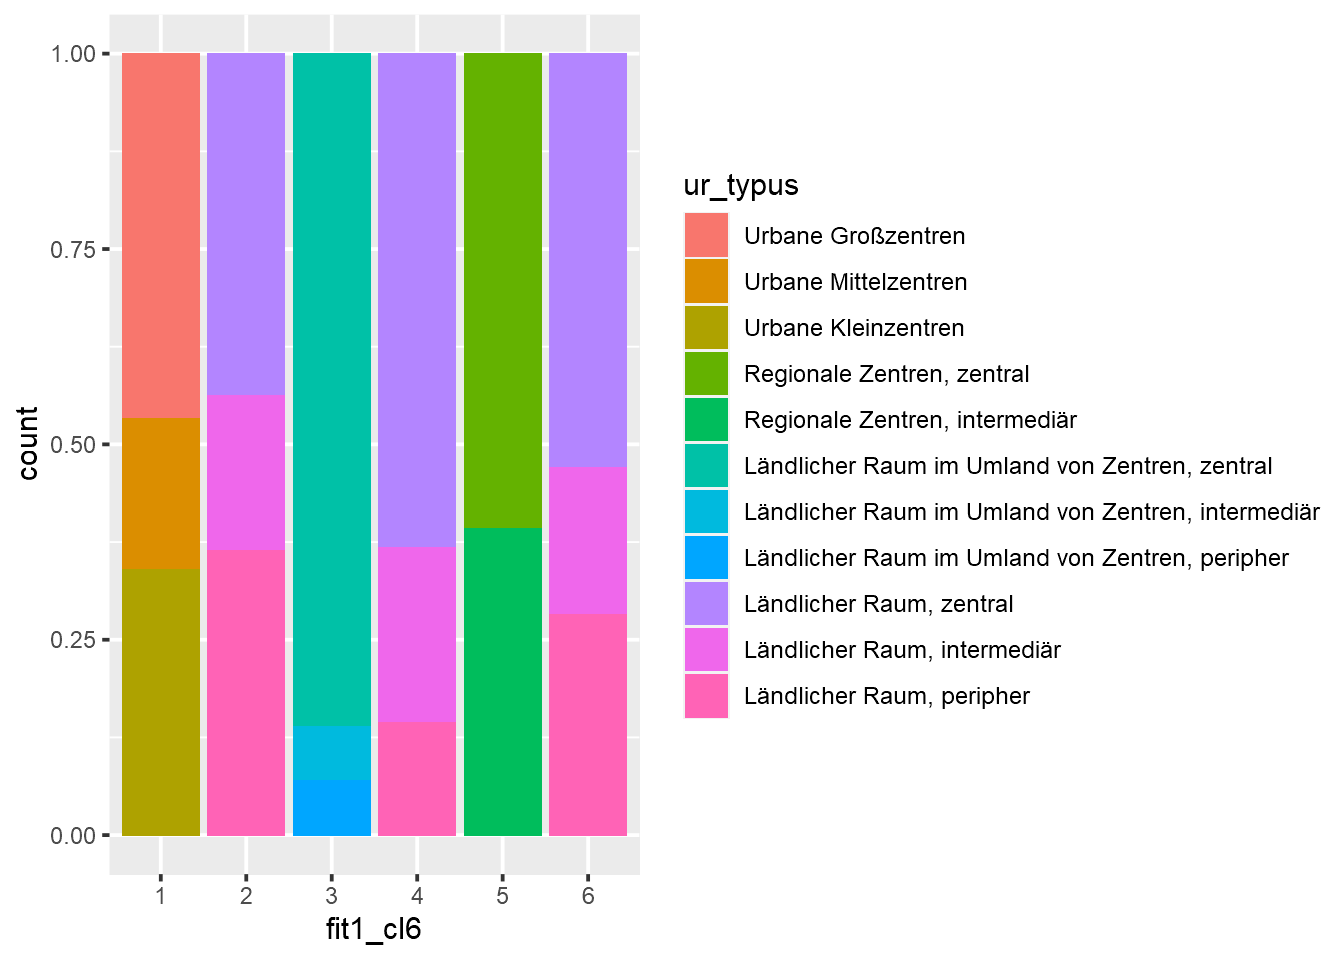 1.00
0.75
0.50
0.25
0.00
count
1 2 3 4 5 6
fit1_cl6
ur_typus
Urbane Großzentren
Urbane Mittelzentren
Urbane Kleinzentren
Regionale Zentren, zentral
Regionale Zentren, intermediär
Ländlicher Raum im Umland von Zentren, zentral
Ländlicher Raum im Umland von Zentren, intermediär
Ländlicher Raum im Umland von Zentren, peripher
Ländlicher Raum, zentral
Ländlicher Raum, intermediär
Ländlicher Raum, peripher